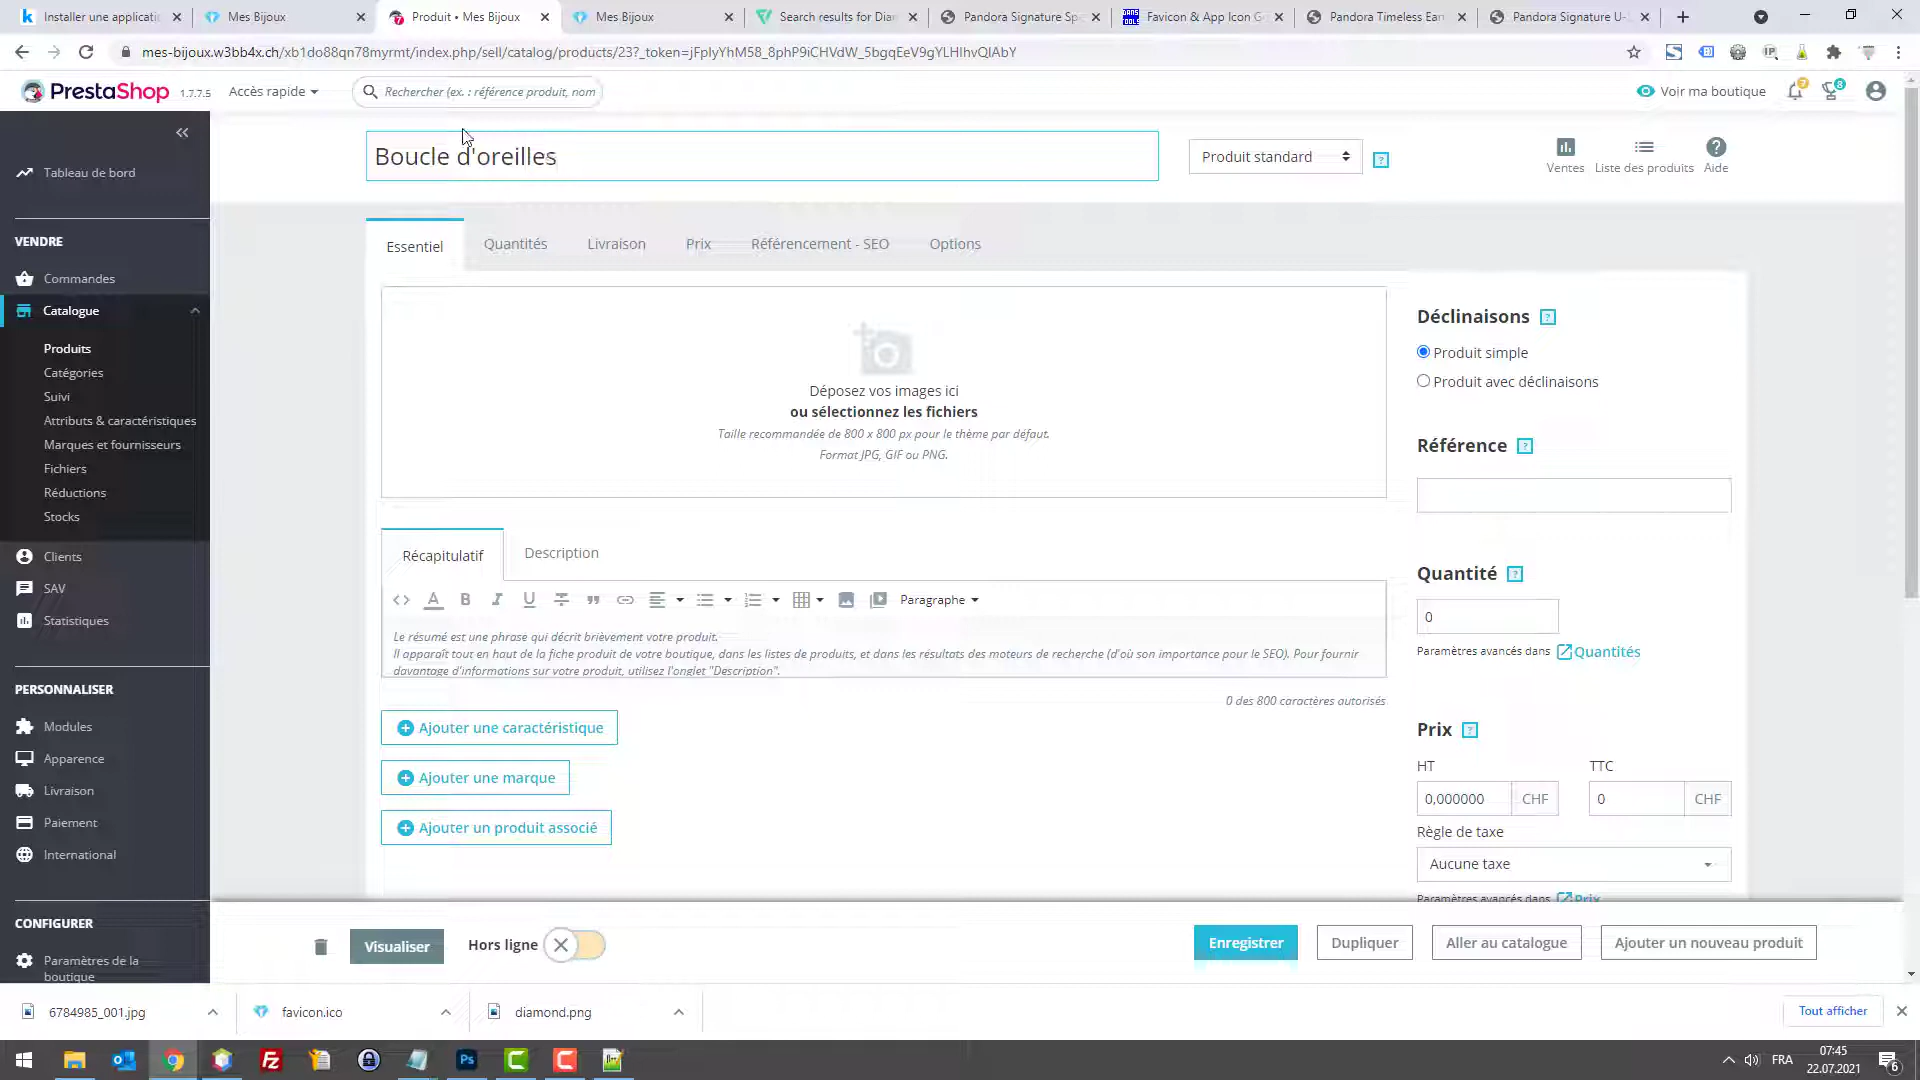 Installer une applicati
Mes Bijoux
Produit • Mes Bijoux
Mes Bijoux
Search results for Diam
Pandora Signature Sp
Favicon & App Icon G
Pandora Timeless Ear
Pandora Signature U-
mes-bijoux.w3bb4x.ch/xb1do88qn78myrmt/index.php/sell/catalog/products/23?_token=jFpIyYhM58_8phP9iCHVdW_5bgqEeV9gYLHIhvQIAbY
PrestaShop 1.7.7.5
Accès rapide
Rechercher (ex. : référence produit, nom
Voir ma boutique
Boucle d'oreilles
Produit standard
?
Ventes
Liste des produits
Aide
Tableau de bord
VENDRE
Commandes
Catalogue
Produits
Catégories
Suivi
Attributs & caractéristiques
Marques et fournisseurs
Fichiers
Réductions
Stocks
Clients
SAV
Statistiques
PERSONNALISER
Modules
Apparence
Livraison
Paiement
International
CONFIGURER
Paramètres de la
boutique
Essentiel
Quantités
Livraison
Prix
Référencement - SEO
Options
Déposez vos images ici
ou sélectionnez les fichiers
Taille recommandée de 800 x 800 px pour le thème par défaut.
Format JPG, GIF ou PNG.
Récapitulatif
Description
Paragraphe
Le résumé est une phrase qui décrit brièvement votre produit.
Il apparaît tout en haut de la fiche produit de votre boutique, dans les listes de produits, et dans les résultats des moteurs de recherche (d'où son importance pour le SEO). Pour fournir
davantage d'informations sur votre produit, utilisez l'onglet "Description".
0 des 800 caractères autorisés
Ajouter une caractéristique
Ajouter une marque
Ajouter un produit associé
Déclinaisons ?
Produit simple
Produit avec déclinaisons
Référence ?
Quantité ?
0
Paramètres avancés dans Quantités
Prix ?
HT
TTC
0,000000 CHF
0 CHF
Règle de taxe
Aucune taxe
Paramètres avancés dans Prix
Visualiser
Hors ligne
Enregistrer
Dupliquer
Aller au catalogue
Ajouter un nouveau produit
6784985_001.jpg
favicon.ico
diamond.png
Tout afficher
FRA
07:45
22.07.2021
6